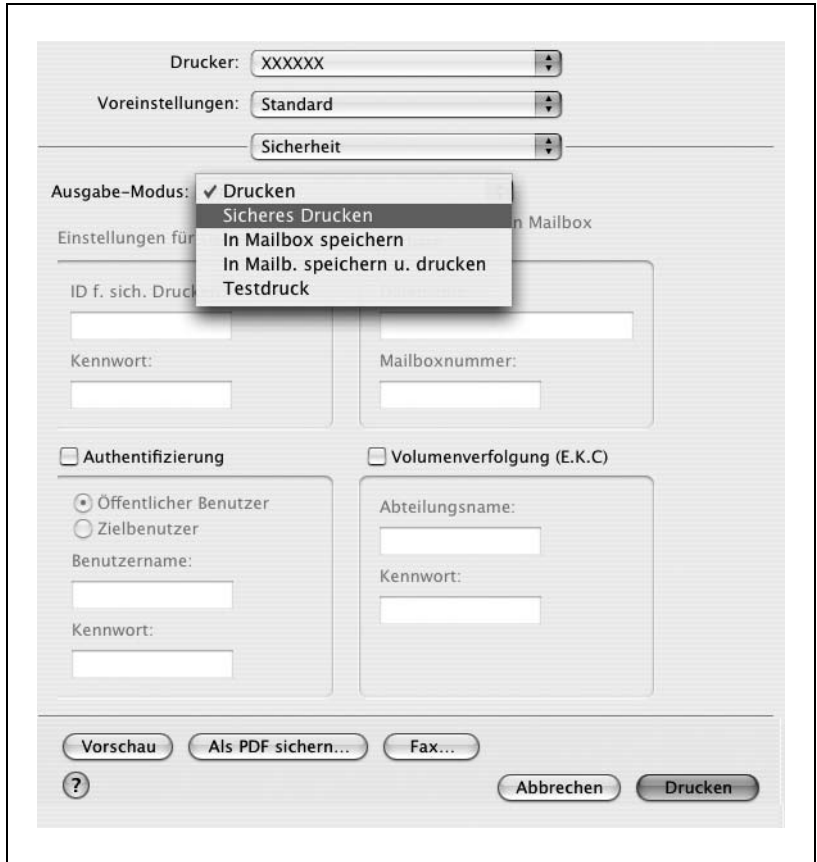 Drucker: XXXXXX
Voreinstellungen: Standard
Sicherheit
Ausgabe-Modus: ✓ Drucken
Sicheres Drucken
In Mailbox speichern
In Mailb. speichern u. drucken
Testdruck
Einstellungen für
n Mailbox
ID f. sich. Druck
Kennwort:
Mailboxnummer:
Authentifizierung
Volumenverfolgung (E.K.C)
Öffentlicher Benutzer
Zielbenutzer
Benutzername:
Kennwort:
Abteilungsname:
Kennwort:
Vorschau
Als PDF sichern...
Fax...
?
Abbrechen
Drucken